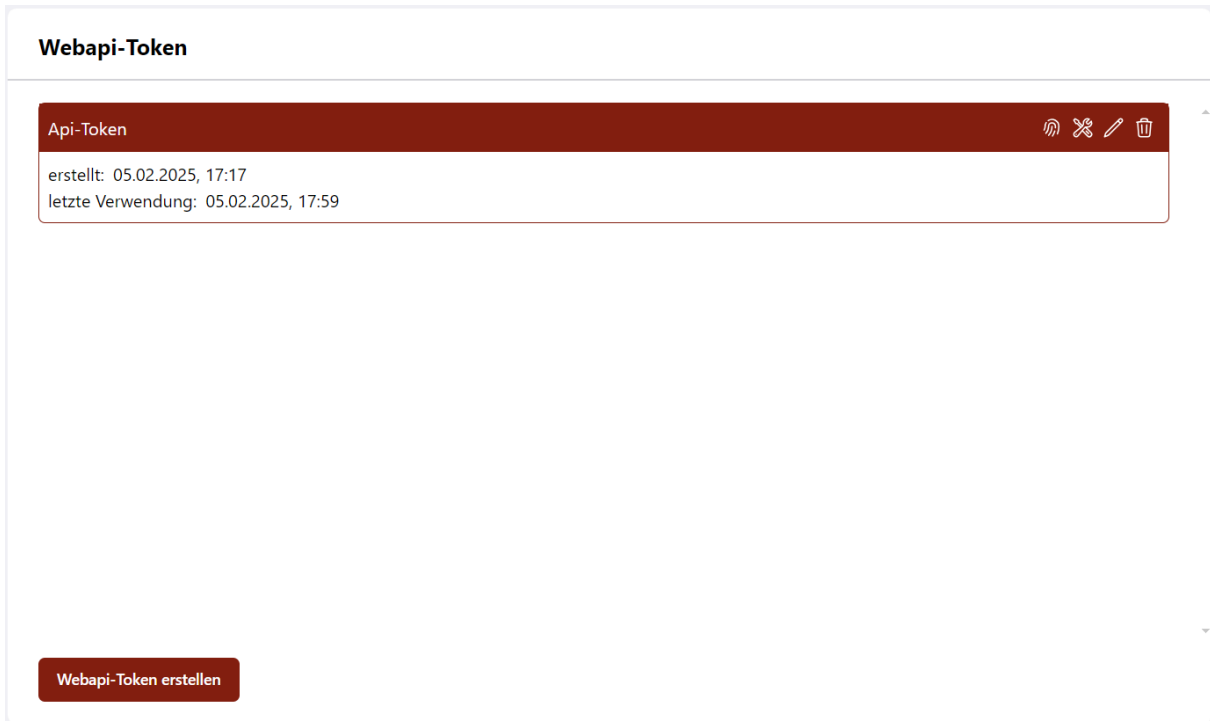 Webapi-Token
Api-Token
erstellt: 05.02.2025, 17:17
letzte Verwendung: 05.02.2025, 17:59
Webapi-Token erstellen